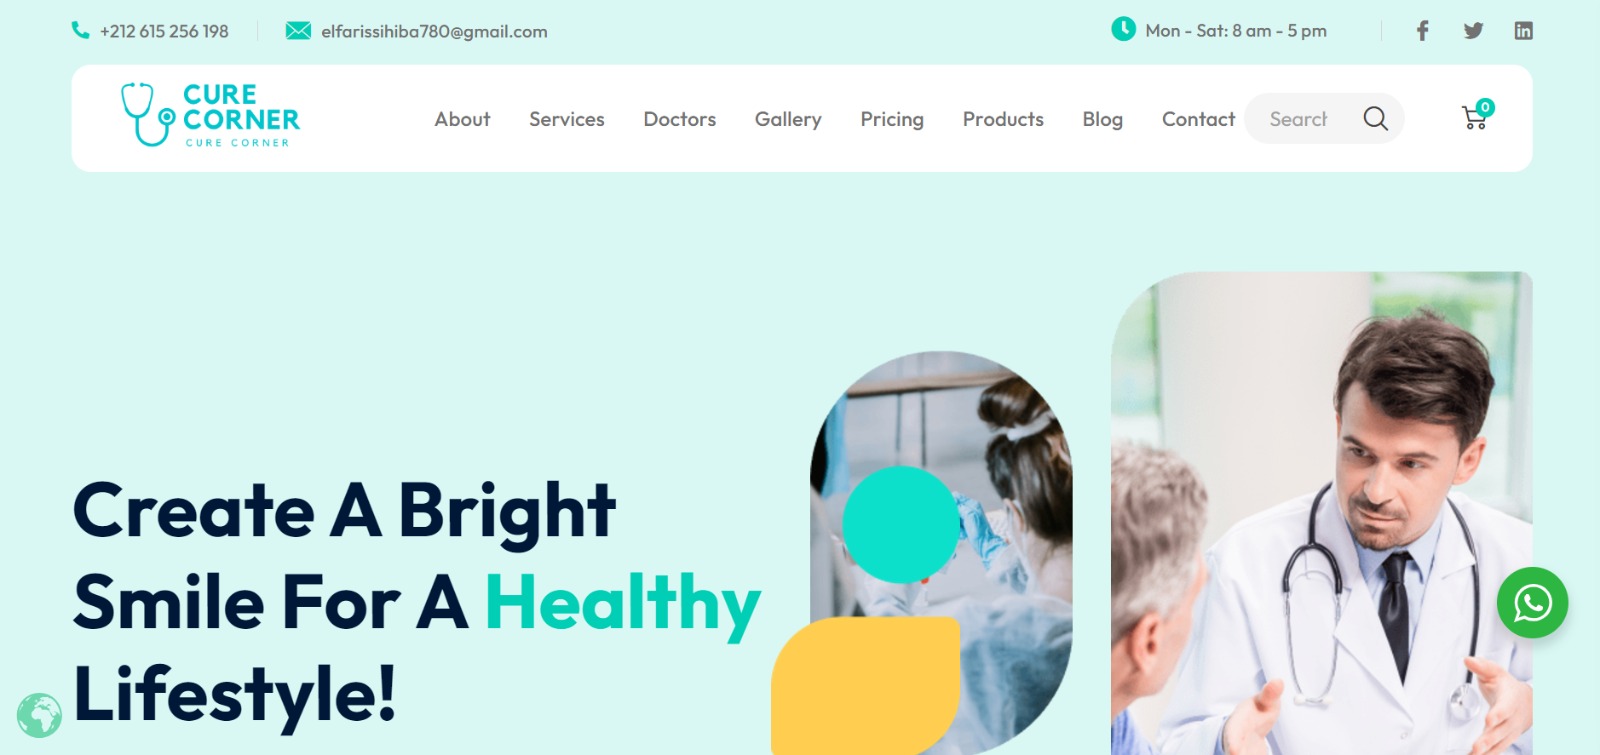 +212 615 256 198
elfarissihiba780@gmail.com
Mon - Sat: 8 am - 5 pm
CURE
CORNER
CURE CORNER
About
Services
Doctors
Gallery
Pricing
Products
Blog
Contact
Search
0
Create A Bright
Smile For A Healthy
Lifestyle!